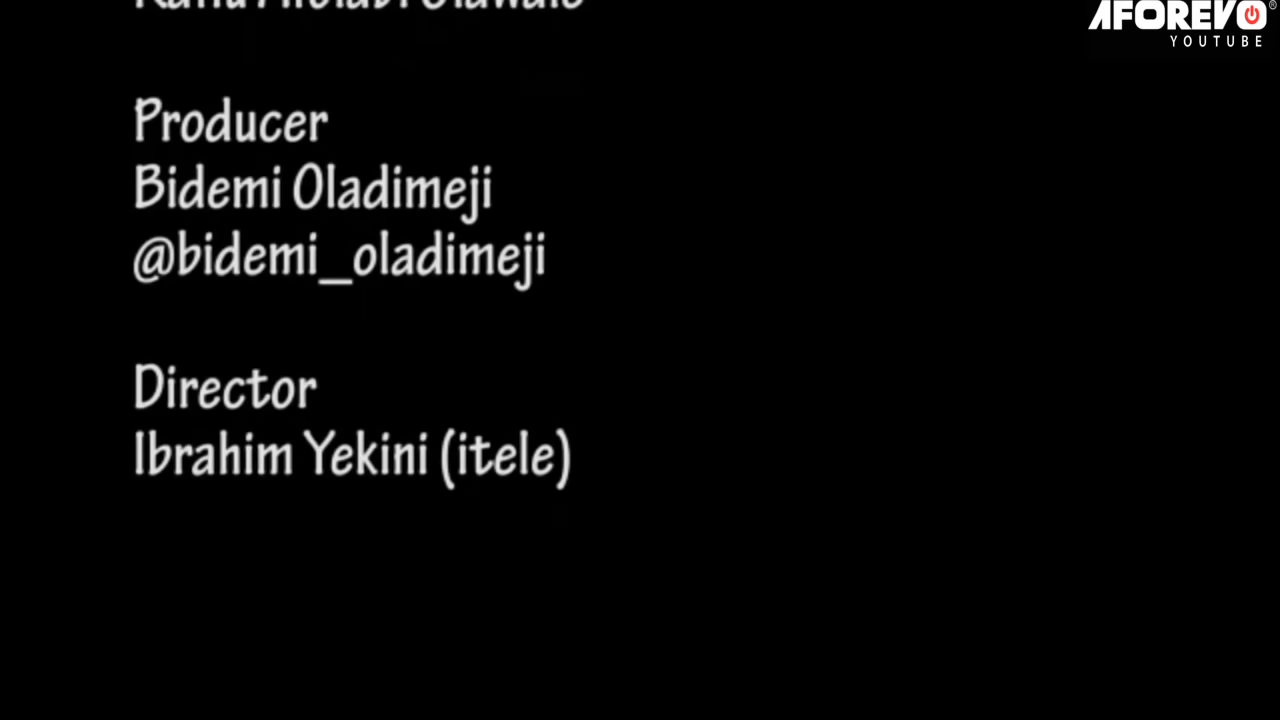 AFOREVO
YOUTUBE
Producer
Bidemi Oladimeji
@bidemi_oladimeji
Director
Ibrahim Yekini (itele)